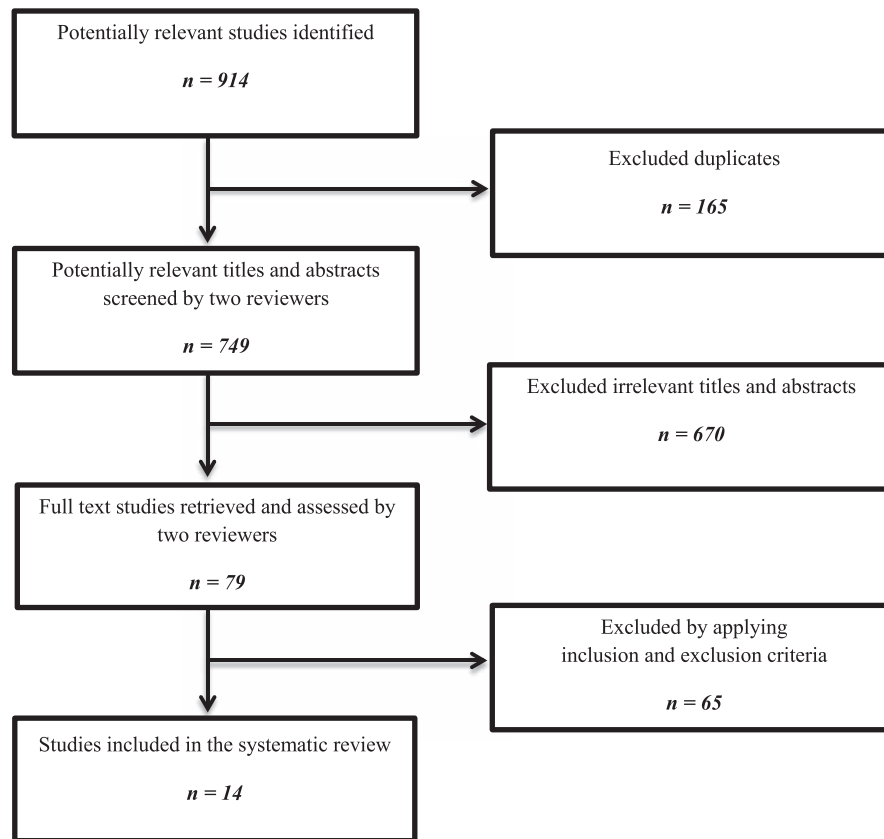 Potentially relevant studies identified
n = 914
Excluded duplicates
n = 165
Potentially relevant titles and abstracts
screened by two reviewers
n = 749
Excluded irrelevant titles and abstracts
n = 670
Full text studies retrieved and assessed by
two reviewers
n = 79
Excluded by applying
inclusion and exclusion criteria
n = 65
Studies included in the systematic review
n = 14